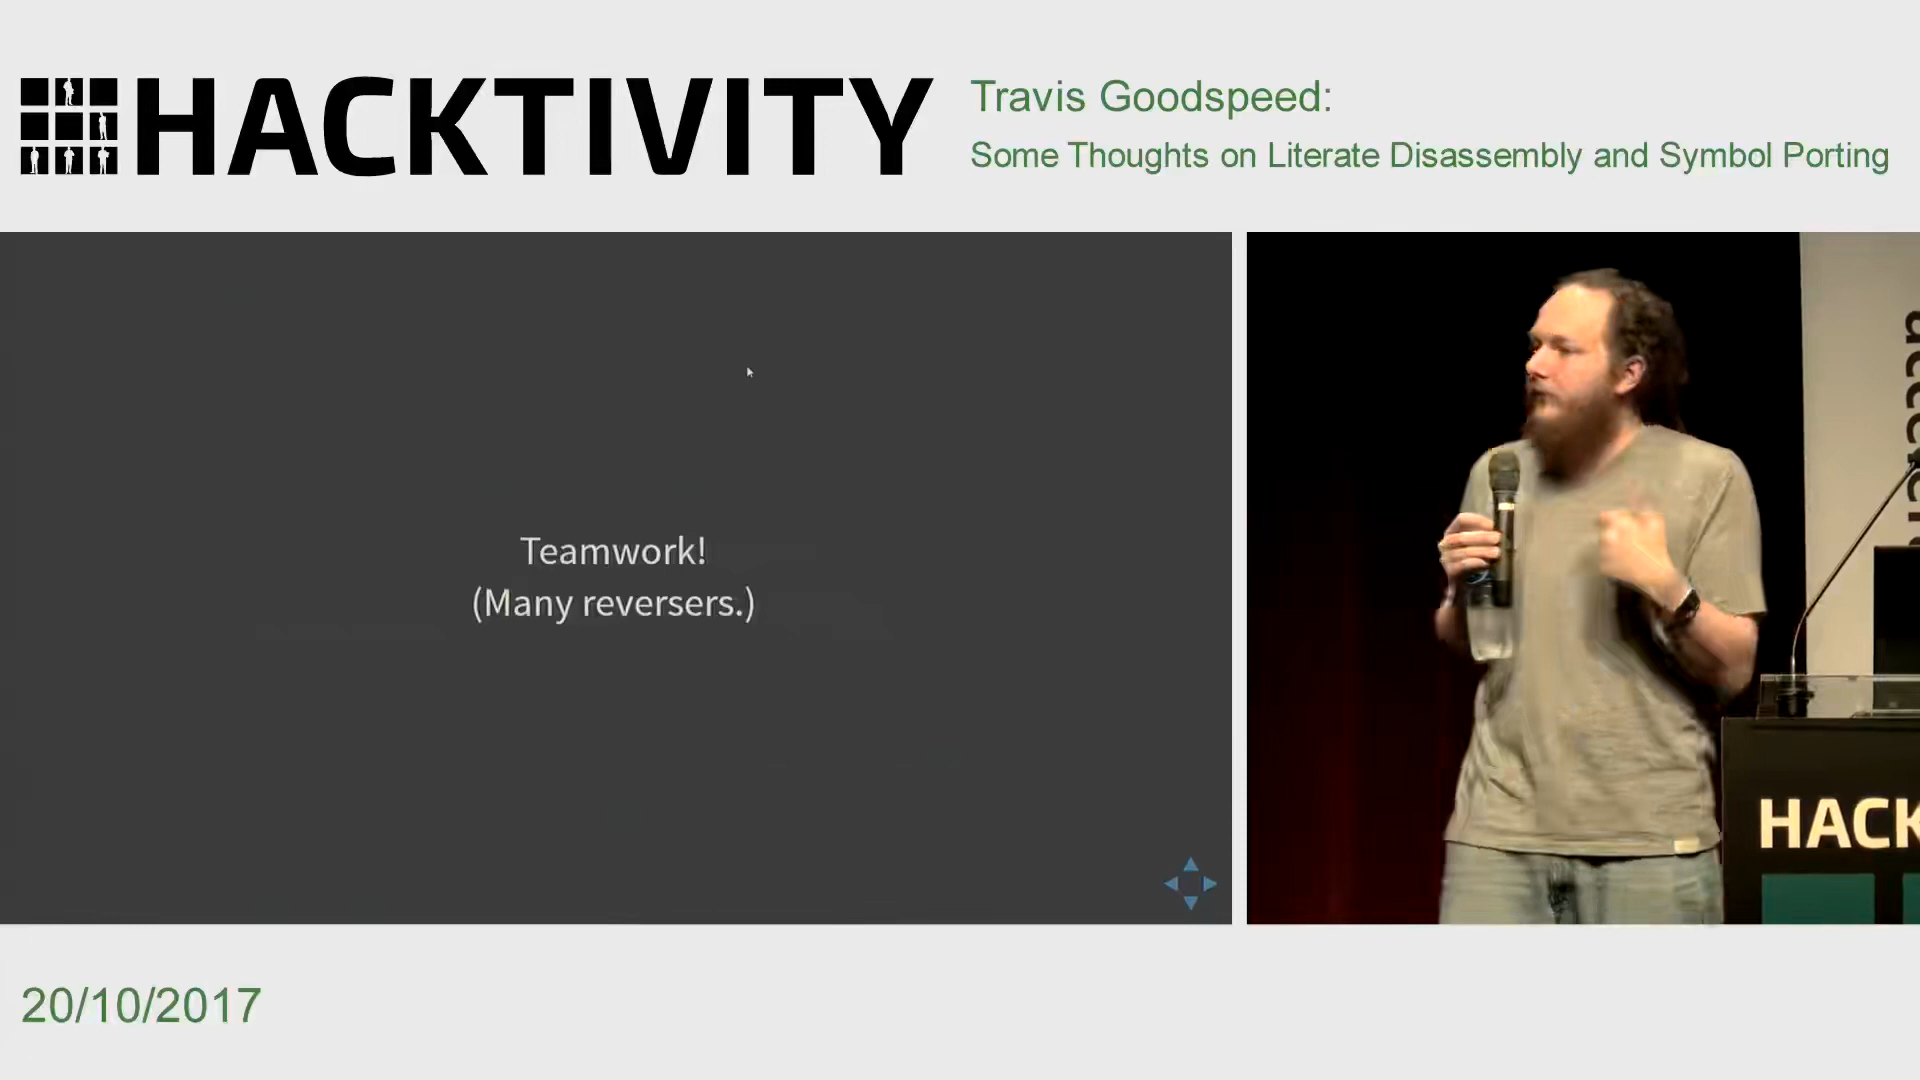 HACKTIVITY
Travis Goodspeed:
Some Thoughts on Literate Disassembly and Symbol Porting
Teamwork!
(Many reversers.)
HACK
20/10/2017